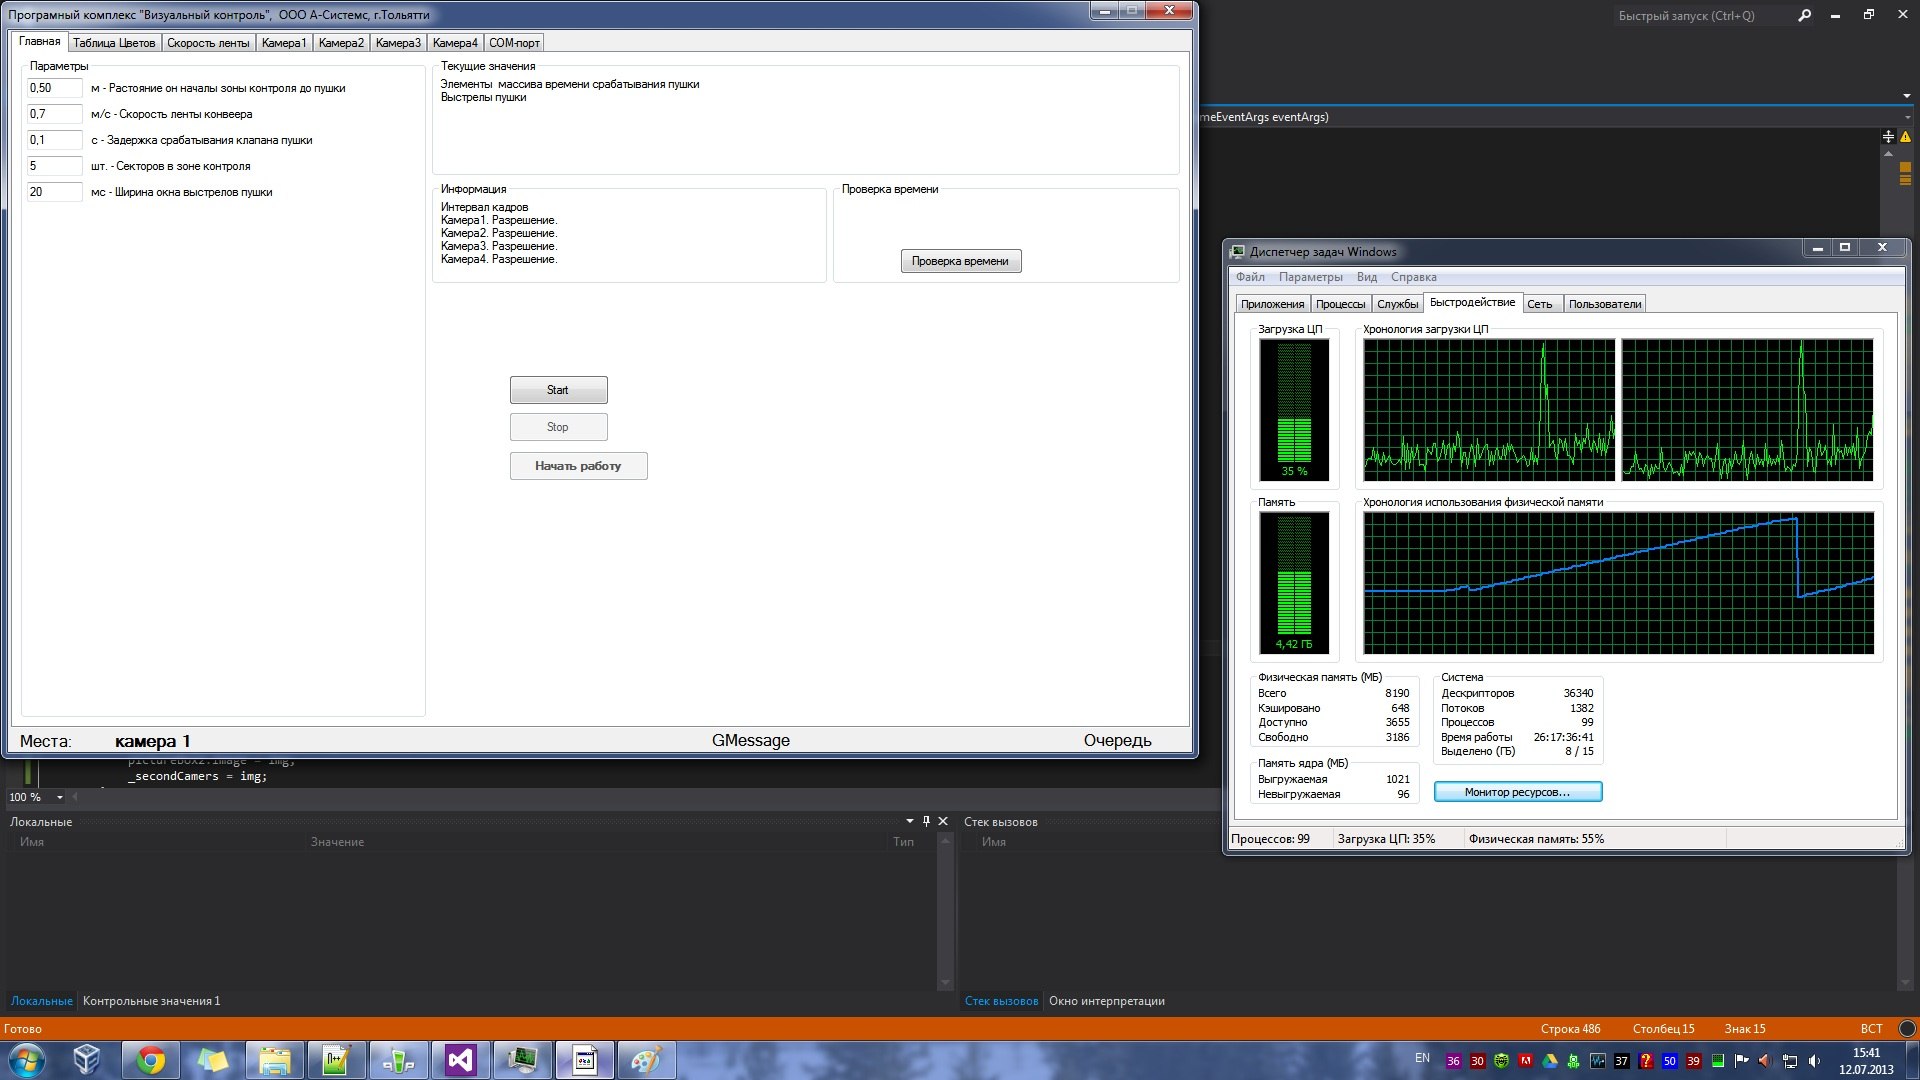 Програмный комплекс "Визуальный контроль",  ООО А-Системс, г.Тольятти
Главная
Таблица Цветов
Скорость ленты
Камера1
Камера2
Камера3
Камера4
COM-порт
Параметры
0,50 м - Растояние он началы зоны контроля до пушки
0,7 м/с - Скорость ленты конвеера
0,1 с - Задержка срабатывания клапана пушки
5 шт. - Секторов в зоне контроля
20 мс - Ширина окна выстрелов пушки
Текущие значения
Элементы  массива времени срабатывания пушки
Выстрелы пушки
Информация
Интервал кадров
Камера1. Разрешение.
Камера2. Разрешение.
Камера3. Разрешение.
Камера4. Разрешение.
Проверка времени
Проверка времени
Start
Stop
Начать работу
Места: камера 1 GMessage Очередь
Быстрый запуск (Ctrl+Q)
meEventArgs eventArgs)
Диспетчер задач Windows
Файл Параметры Вид Справка
Приложения Процессы Службы Быстродействие Сеть Пользователи
Загрузка ЦП
35 %
Хронология загрузки ЦП
Память
4,42 ГБ
Хронология использования физической памяти
Физическая память (МБ)
Всего 8190
Кэшировано 648
Доступно 3655
Свободно 3186
Система
Дескрипторов 36340
Потоков 1382
Процессов 99
Время работы 26:17:36:41
Выделено (ГБ) 8 / 15
Память ядра (МБ)
Выгружаемая 1021
Невыгружаемая 96
Монитор ресурсов...
Процессов: 99 Загрузка ЦП: 35% Физическая память: 55%
pictureBox2.Image = img;
_secondCamers = img;
100 %
Локальные
Имя Значение Тип
Стек вызовов
Имя
Локальные Контрольные значения 1
Стек вызовов Окно интерпретации
Готово Строка 486 Столбец 15 Знак 15 ВСТ
EN 36 30 37 50 39
15:41
12.07.2013